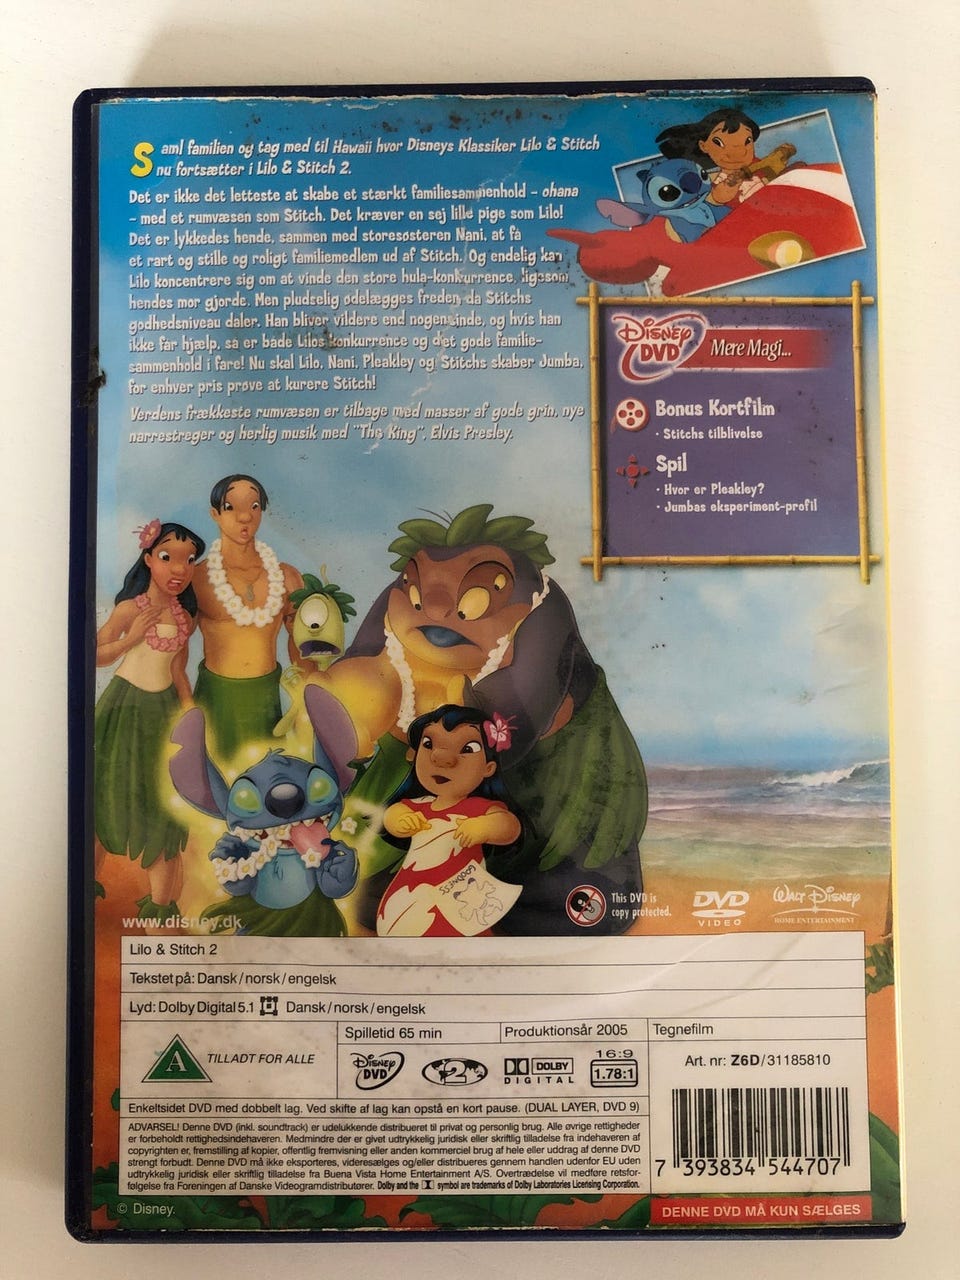 Saml familien og tag med til Hawaii hvor Disneys Klassiker Lilo & Stitch
nu fortsætter i Lilo & Stitch 2.
Det er ikke det letteste at skabe et stærkt familiesammenhold – ohana
– med et rumvæsen som Stitch. Det kræver en sej lille pige som Lilo!
Det er lykkedes hende, sammen med storesøsteren Nani, at få
et rart og stille og roligt familiemedlem ud af Stitch. Og endelig kan
Lilo koncentrere sig om at vinde den store hula-konkurrence, ligesom
hendes mor gjorde. Men pludselig ødelægges freden, da Stitchs
godhedsniveau daler. Han bliver vildere end nogensinde, og hvis han
ikke får hjælp, så er både Lilos konkurrence og det gode familie-
sammenhold i fare! Nu skal Lilo, Nani, Pleakley og Stitchs skaber Jumba,
for enhver pris prøve at kurere Stitch!
Verdens frækkeste rumvæsen er tilbage med masser af gode grin, nye
narrestreger og herlig musik med "The King", Elvis Presley.
Disney
DVD
Mere Magi...
Bonus Kortfilm
· Stitchs tilblivelse
Spil
· Hvor er Pleakley?
· Jumbas eksperiment-profil
GOODNESS
www.disney.dk
This DVD is
copy protected.
DVD
VIDEO
Walt Disney
HOME ENTERTAINMENT
Lilo & Stitch 2
Tekstet på: Dansk/norsk/engelsk
Lyd: Dolby Digital 5.1 Dansk/norsk/engelsk
A
TILLADT FOR ALLE
Spilletid 65 min
Produktionsår 2005
Tegnefilm
Disney
DVD
2
DOLBY
DIGITAL
16:9
1.78:1
Art. nr: Z6D/31185810
Enkeltsidet DVD med dobbelt lag. Ved skifte af lag kan opstå en kort pause. (DUAL LAYER, DVD 9)
ADVARSEL! Denne DVD (inkl. soundtrack) er udelukkende distribueret til privat og personlig brug. Alle øvrige rettigheder
er forbeholdt rettighedsindehaveren. Medmindre der er givet udtrykkelig juridisk eller skriftlig tilladelse fra indehaveren af
copyrighten er, fremstilling af kopier, offentlig fremvisning eller anden kommerciel brug af hele eller uddrag af denne DVD
strengt forbudt. Denne DVD må ikke eksporteres, videresælges og/eller distribueres gennem handlen udenfor EU uden
udtrykkelig juridisk eller skriftlig tilladelse fra Buena Vista Home Entertainment A/S. Overtrædelse vil medføre retsfor-
følgelse fra Foreningen af Danske Videogramdistributører. Dolby and the symbol are trademarks of Dolby Laboratories Licensing Corporation.
7 393834 544707
© Disney.
DENNE DVD MÅ KUN SÆLGES